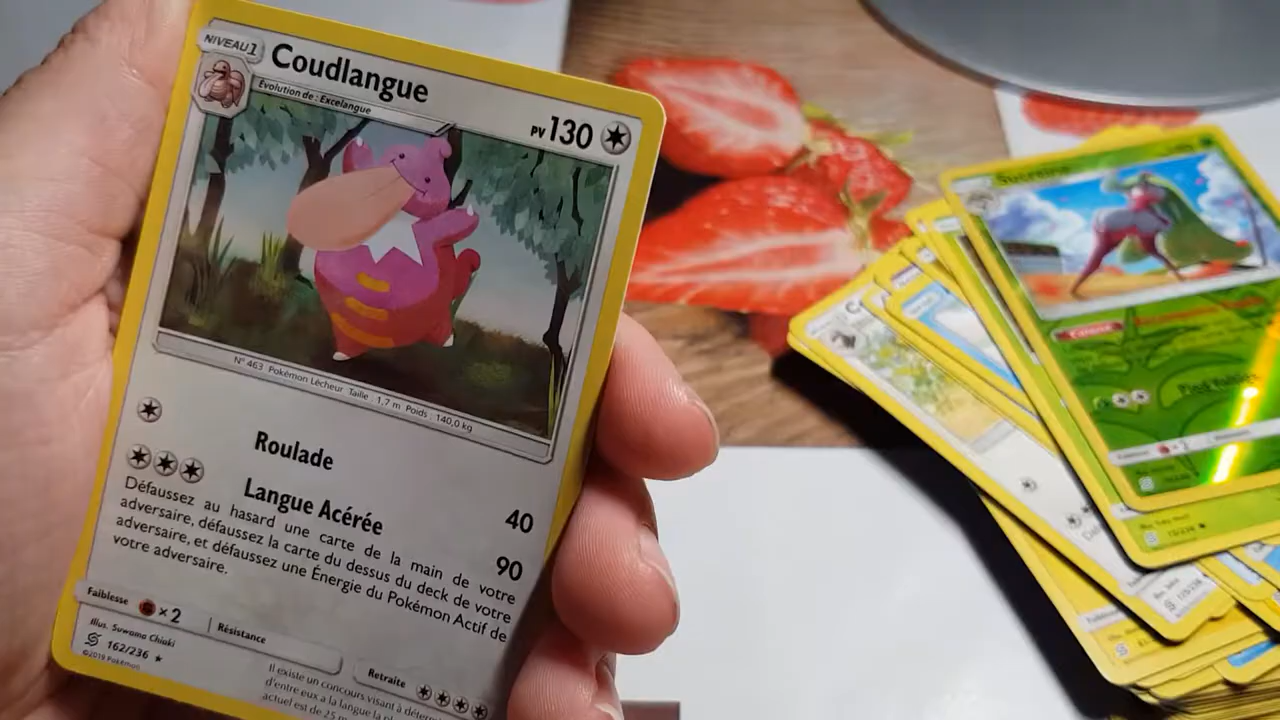 NIVEAU 1
Coudlangue
Evolution de : Excelangue
PV 130
N° 463 Pokémon Lécheur Taille : 1,7 m Poids : 140,0 kg
Roulade
40
Langue Acérée
90
Défaussez au hasard une carte de la main de votre
adversaire, défaussez la carte du dessus du deck de votre
adversaire, et défaussez une Énergie du Pokémon Actif de
votre adversaire.
Faiblesse
×2
Résistance
Illus. Suwama Chiaki
162/236
©2019 Pokémon
Retraite
Il existe un concours visant à
d'entre eux a la langue la
actuel est de 25
Sucreine